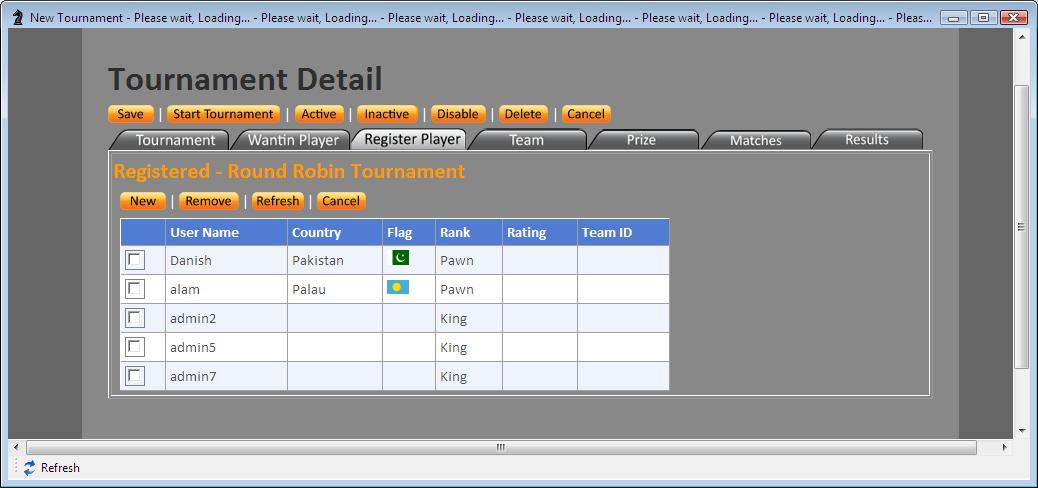 New Tournament - Please wait, Loading... - Please wait, Loading... - Please wait, Loading... - Please wait, Loading... - Please wait, Loading... - Please wait, Loading... - Pleas...
Tournament Detail
Save | Start Tournament | Active | Inactive | Disable | Delete | Cancel
Tournament Wantin Player Register Player Team Prize Matches Results
Registered - Round Robin Tournament
New | Remove | Refresh | Cancel
User Name Country Flag Rank Rating Team ID
Danish Pakistan Pawn
alam Palau Pawn
admin2 King
admin5 King
admin7 King
Refresh